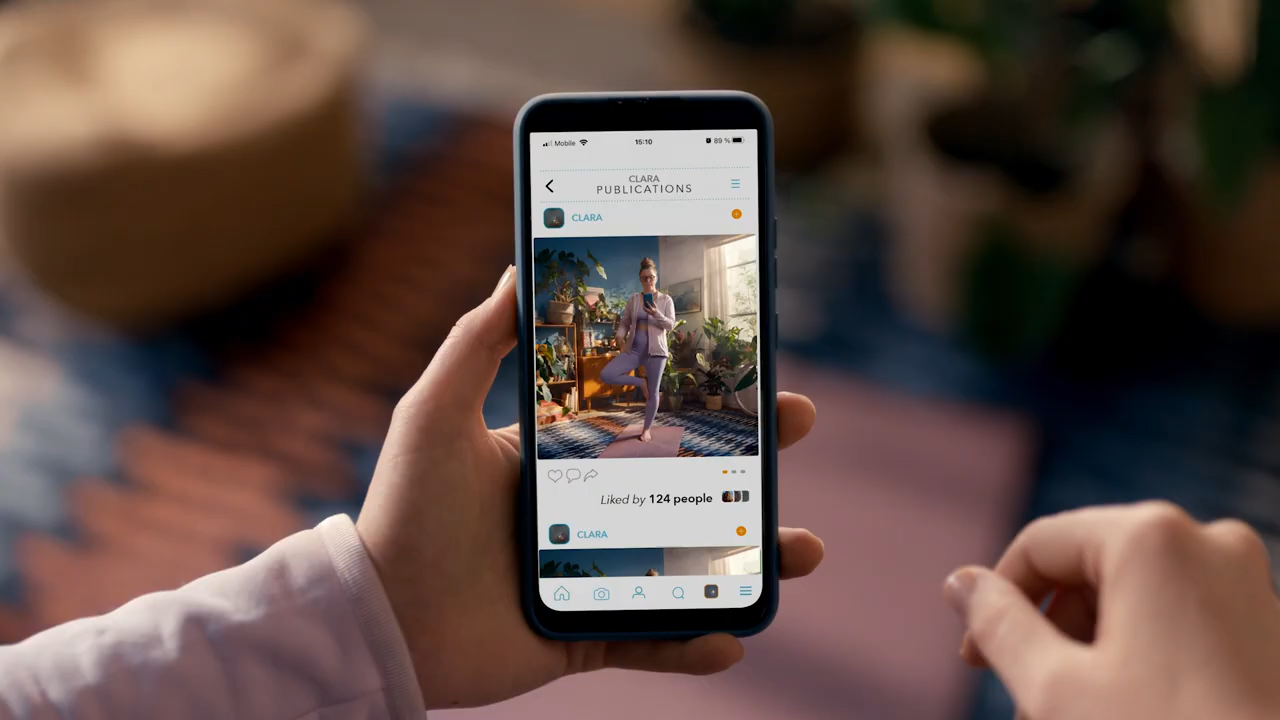 Mobile 15:10 89 %
CLARA
PUBLICATIONS
CLARA
Liked by 124 people
CLARA